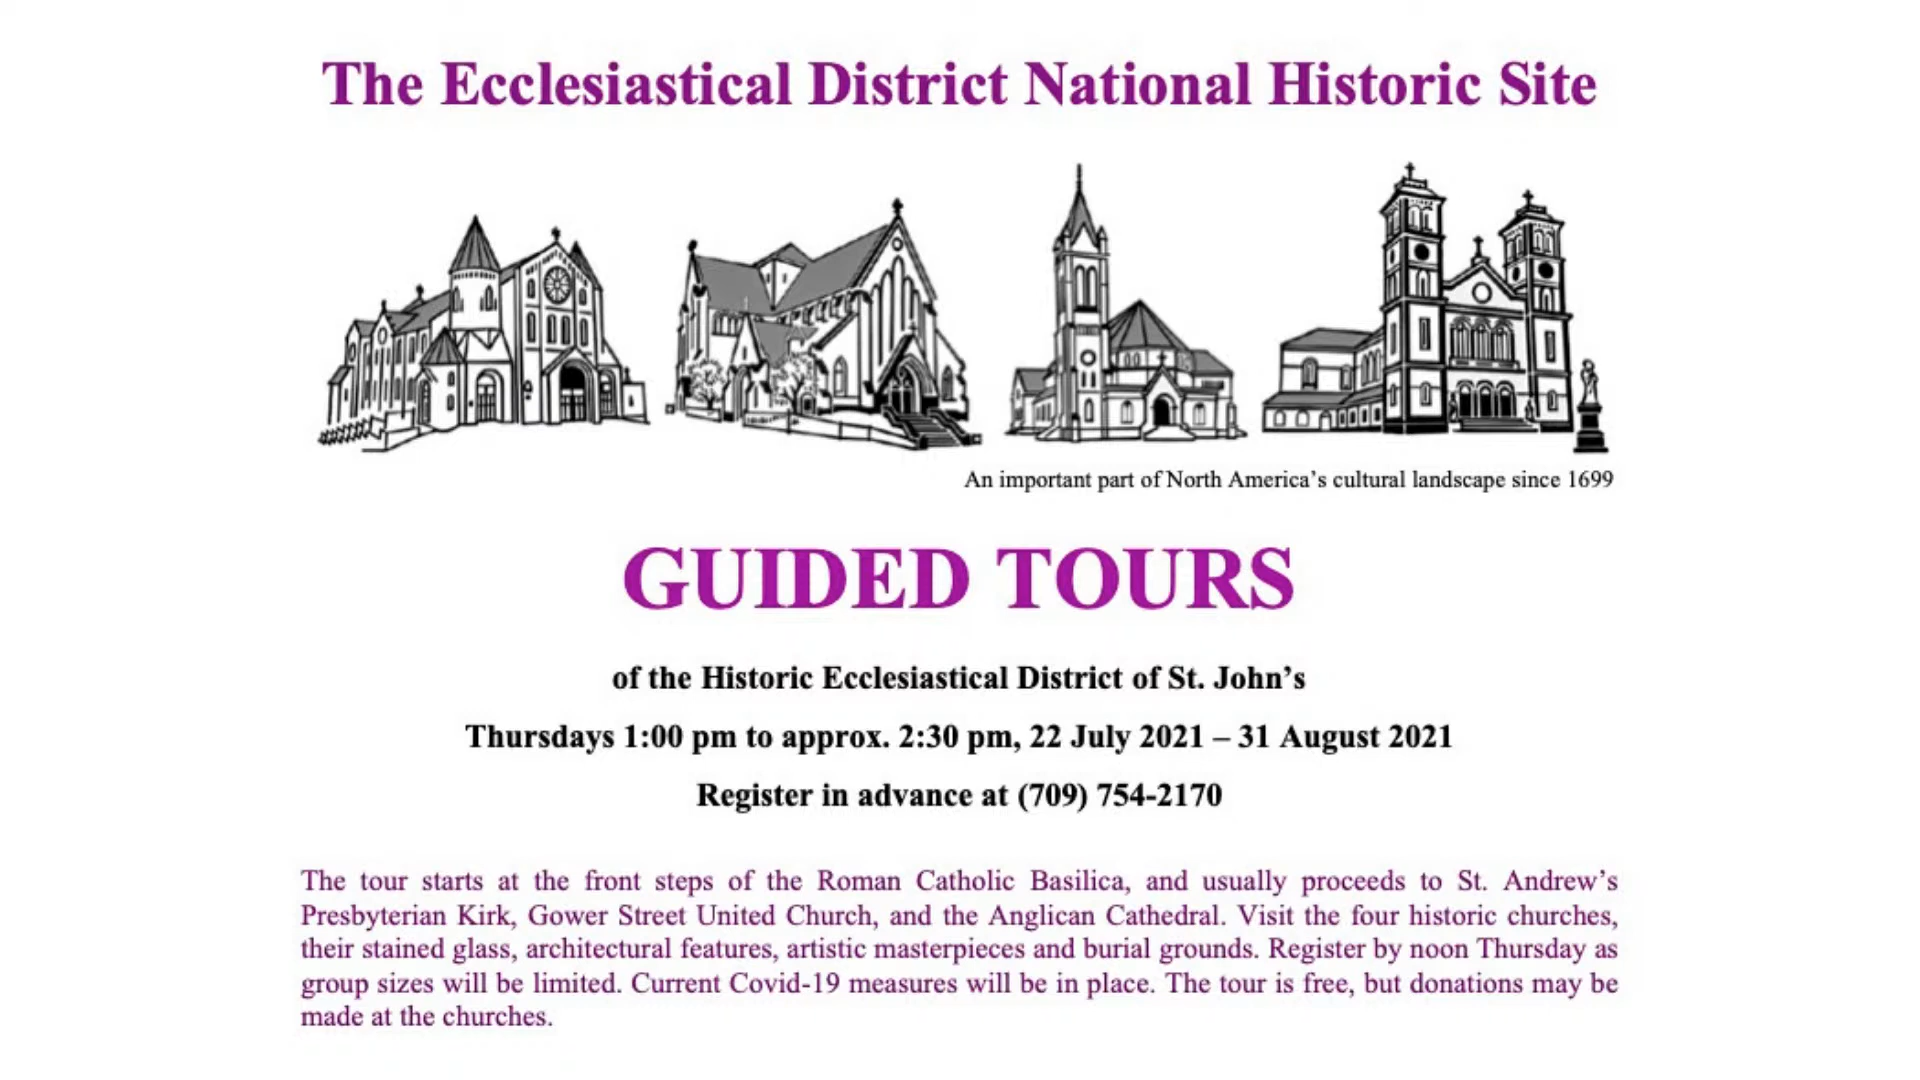 The Ecclesiastical District National Historic Site
An important part of North America’s cultural landscape since 1699
GUIDED TOURS
of the Historic Ecclesiastical District of St. John’s
Thursdays 1:00 pm to approx. 2:30 pm, 22 July 2021 – 31 August 2021
Register in advance at (709) 754-2170
The tour starts at the front steps of the Roman Catholic Basilica, and usually proceeds to St. Andrew’s
Presbyterian Kirk, Gower Street United Church, and the Anglican Cathedral. Visit the four historic churches,
their stained glass, architectural features, artistic masterpieces and burial grounds. Register by noon Thursday as
group sizes will be limited. Current Covid-19 measures will be in place. The tour is free, but donations may be
made at the churches.